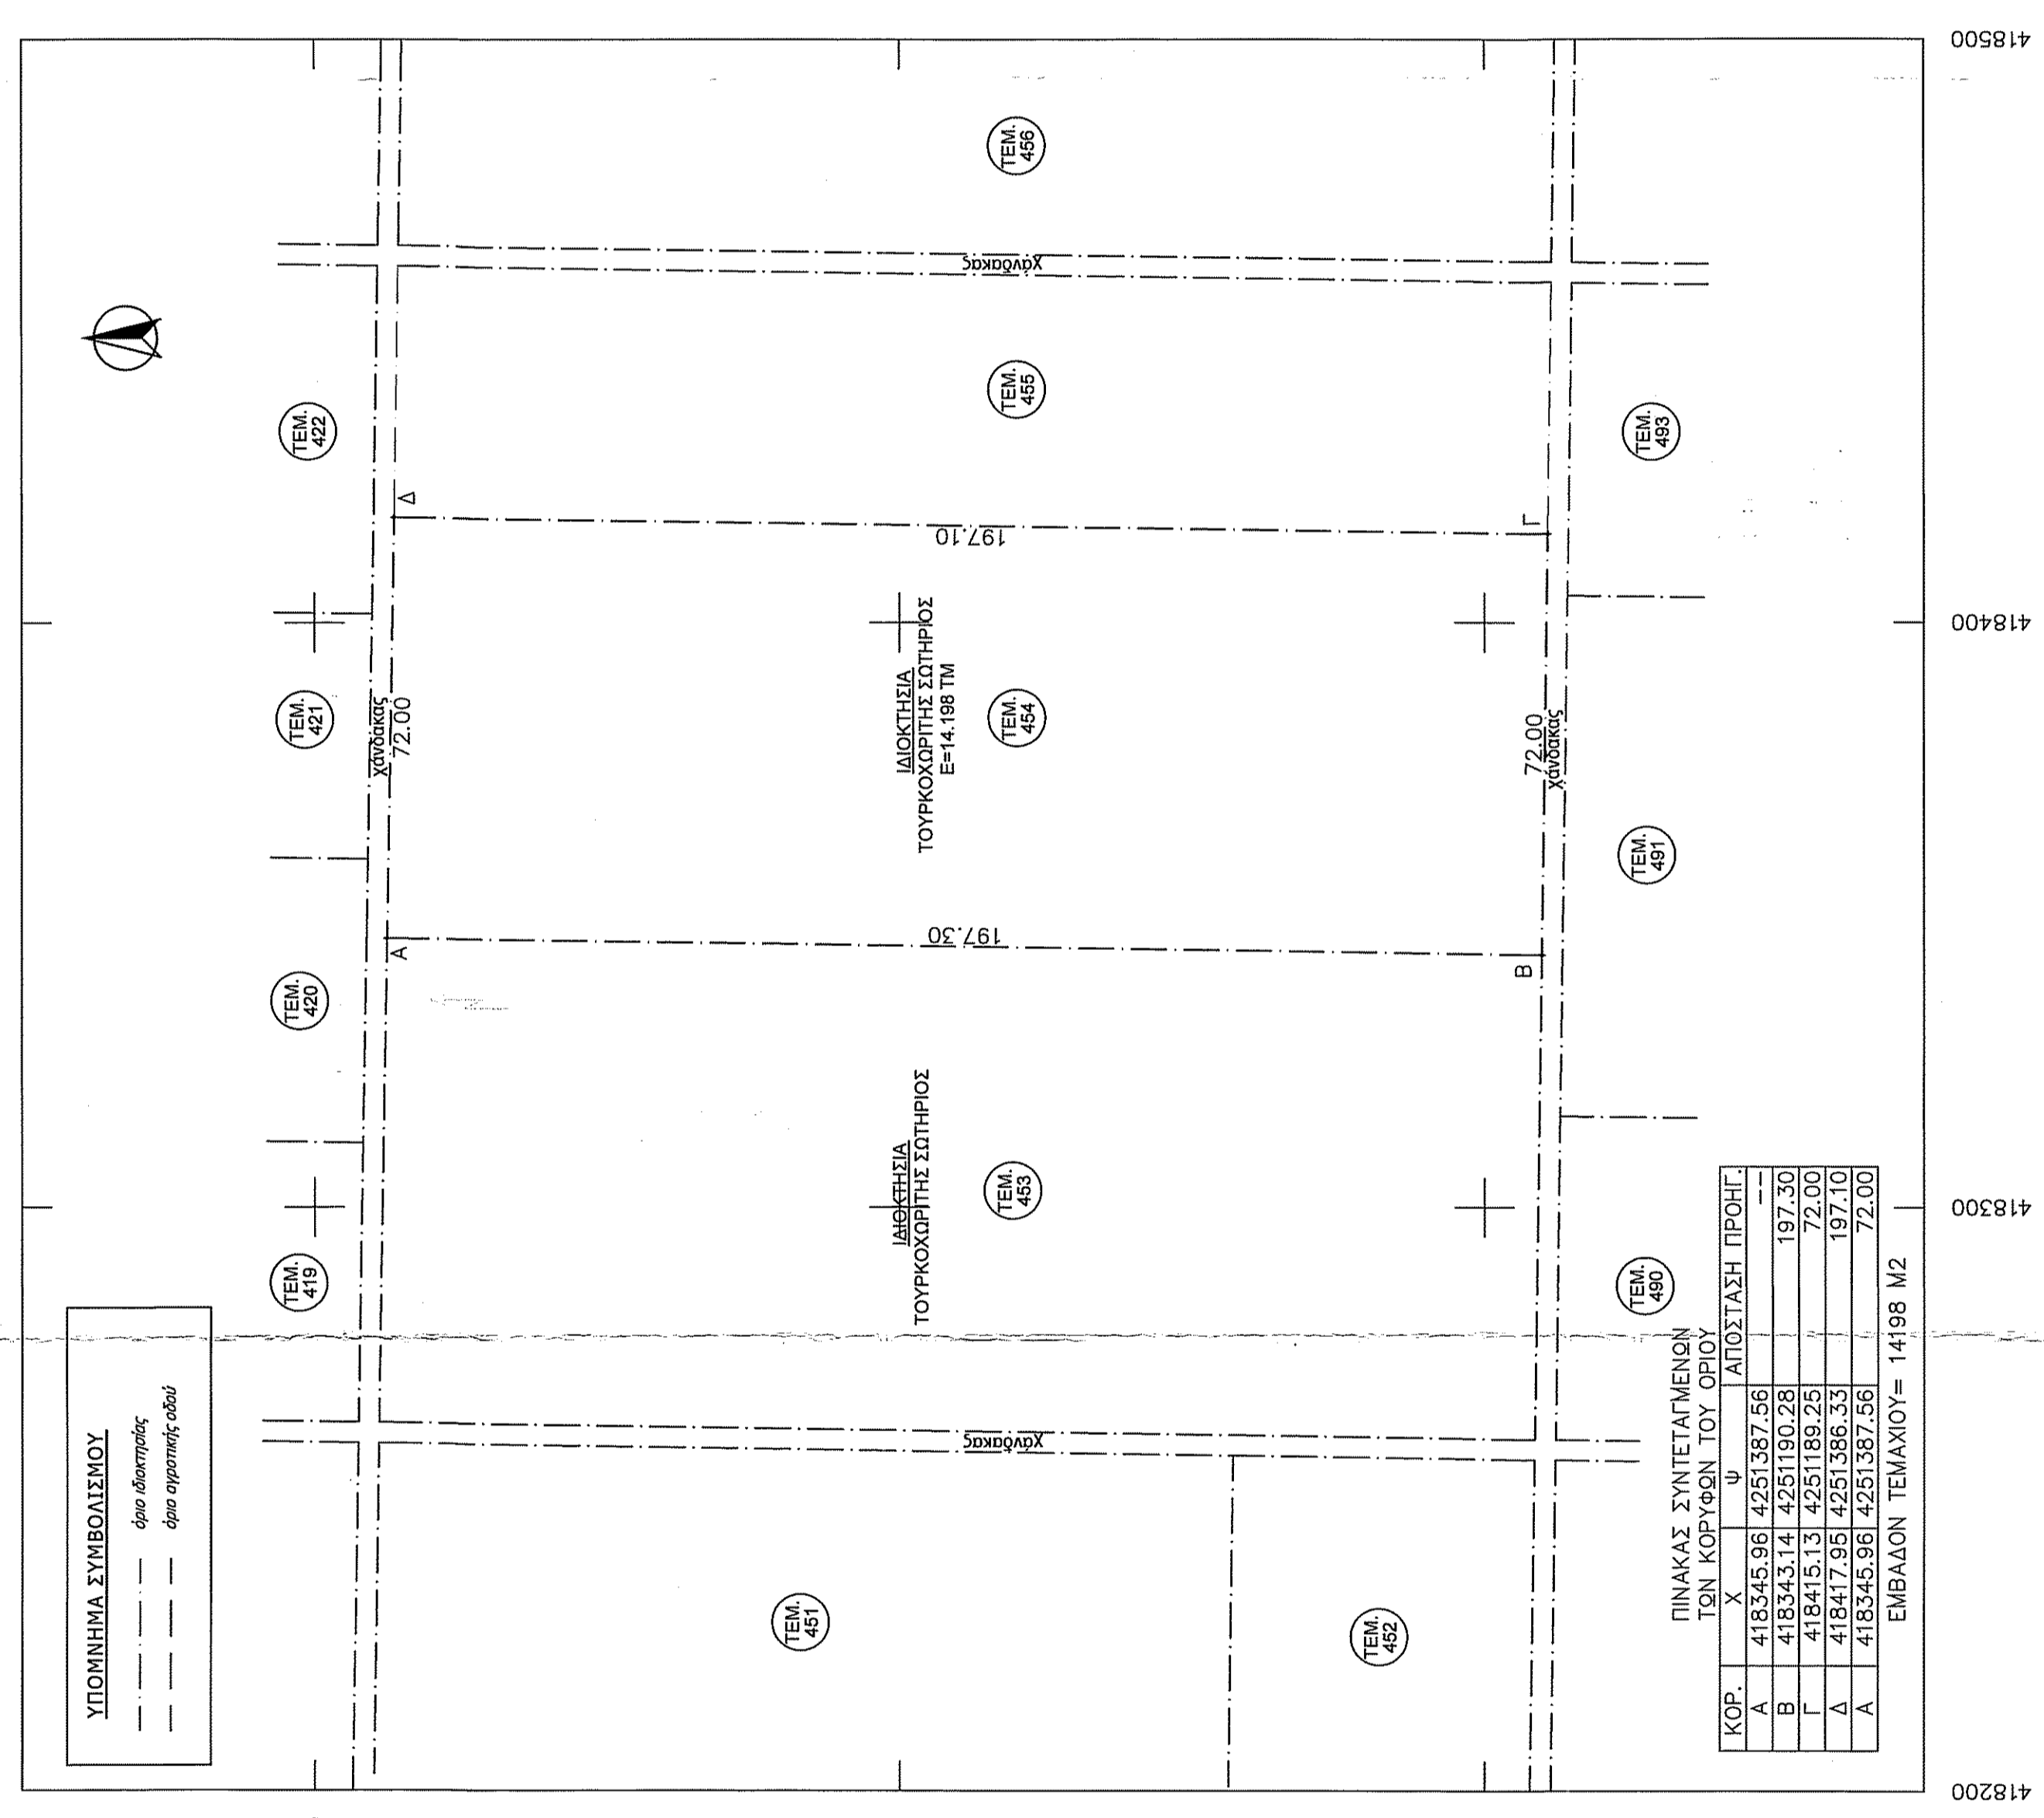 ΥΠΟΜΝΗΜΑ ΣΥΜΒΟΛΙΣΜΟΥ
όριο ιδιοκτησίας
όριο αγροτικής οδού
ΤΕΜ.
419
ΤΕΜ.
420
ΤΕΜ.
421
ΤΕΜ.
422
χάνδακας
72.00
Α
Δ
ΤΕΜ.
451
ΤΕΜ.
452
χάνδακας
ΙΔΙΟΚΤΗΣΙΑ
ΤΟΥΡΚΟΧΩΡΙΤΗΣ ΣΩΤΗΡΙΟΣ
ΤΕΜ.
453
197.30
ΙΔΙΟΚΤΗΣΙΑ
ΤΟΥΡΚΟΧΩΡΙΤΗΣ ΣΩΤΗΡΙΟΣ
Ε=14.198 ΤΜ
ΤΕΜ.
454
197.10
ΤΕΜ.
455
χάνδακας
ΤΕΜ.
456
Β
Γ
72.00
χάνδακας
ΤΕΜ.
490
ΤΕΜ.
491
ΤΕΜ.
493
ΠΙΝΑΚΑΣ ΣΥΝΤΕΤΑΓΜΕΝΩΝ
ΤΩΝ ΚΟΡΥΦΩΝ ΤΟΥ ΟΡΙΟΥ
ΚΟΡ. Χ Ψ ΑΠΟΣΤΑΣΗ ΠΡΟΗΓ.
Α 418345.96 4251387.56 --
Β 418343.14 4251190.28 197.30
Γ 418415.13 4251189.25 72.00
Δ 418417.95 4251386.33 197.10
Α 418345.96 4251387.56 72.00
ΕΜΒΑΔΟΝ ΤΕΜΑΧΙΟΥ= 14198 Μ2
418200
418300
418400
418500